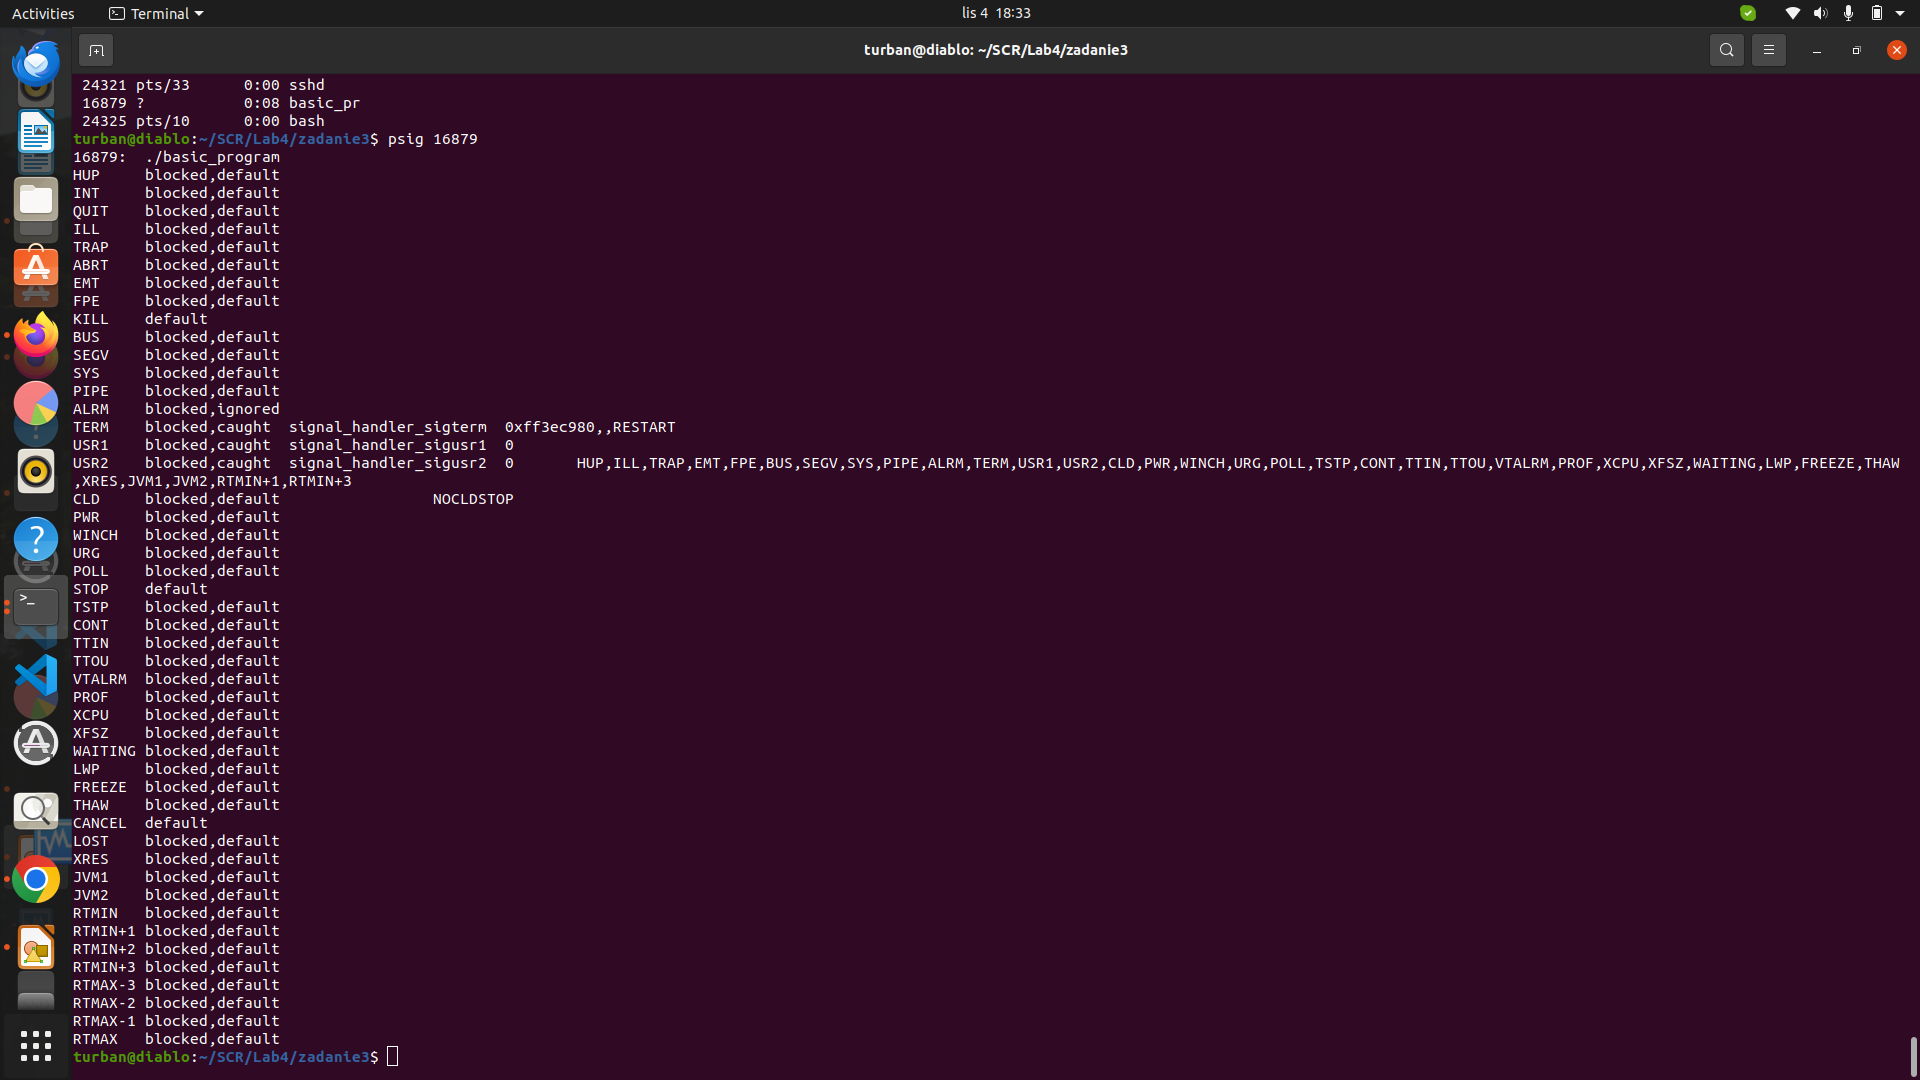 Activities
Terminal
lis 4 18:33
turban@diablo: ~/SCR/Lab4/zadanie3
24321 pts/33      0:00 sshd
16879 ?           0:08 basic_pr
24325 pts/10      0:00 bash
turban@diablo:~/SCR/Lab4/zadanie3$ psig 16879
16879:  ./basic_program
HUP     blocked,default
INT     blocked,default
QUIT    blocked,default
ILL     blocked,default
TRAP    blocked,default
ABRT    blocked,default
EMT     blocked,default
FPE     blocked,default
KILL    default
BUS     blocked,default
SEGV    blocked,default
SYS     blocked,default
PIPE    blocked,default
ALRM    blocked,ignored
TERM    blocked,caught  signal_handler_sigterm  0xff3ec980,,RESTART
USR1    blocked,caught  signal_handler_sigusr1  0
USR2    blocked,caught  signal_handler_sigusr2  0       HUP,ILL,TRAP,EMT,FPE,BUS,SEGV,SYS,PIPE,ALRM,TERM,USR1,USR2,CLD,PWR,WINCH,URG,POLL,TSTP,CONT,TTIN,TTOU,VTALRM,PROF,XCPU,XFSZ,WAITING,LWP,FREEZE,THAW
,XRES,JVM1,JVM2,RTMIN+1,RTMIN+3
CLD     blocked,default                 NOCLDSTOP
PWR     blocked,default
WINCH   blocked,default
URG     blocked,default
POLL    blocked,default
STOP    default
TSTP    blocked,default
CONT    blocked,default
TTIN    blocked,default
TTOU    blocked,default
VTALRM  blocked,default
PROF    blocked,default
XCPU    blocked,default
XFSZ    blocked,default
WAITING blocked,default
LWP     blocked,default
FREEZE  blocked,default
THAW    blocked,default
CANCEL  default
LOST    blocked,default
XRES    blocked,default
JVM1    blocked,default
JVM2    blocked,default
RTMIN   blocked,default
RTMIN+1 blocked,default
RTMIN+2 blocked,default
RTMIN+3 blocked,default
RTMAX-3 blocked,default
RTMAX-2 blocked,default
RTMAX-1 blocked,default
RTMAX   blocked,default
turban@diablo:~/SCR/Lab4/zadanie3$